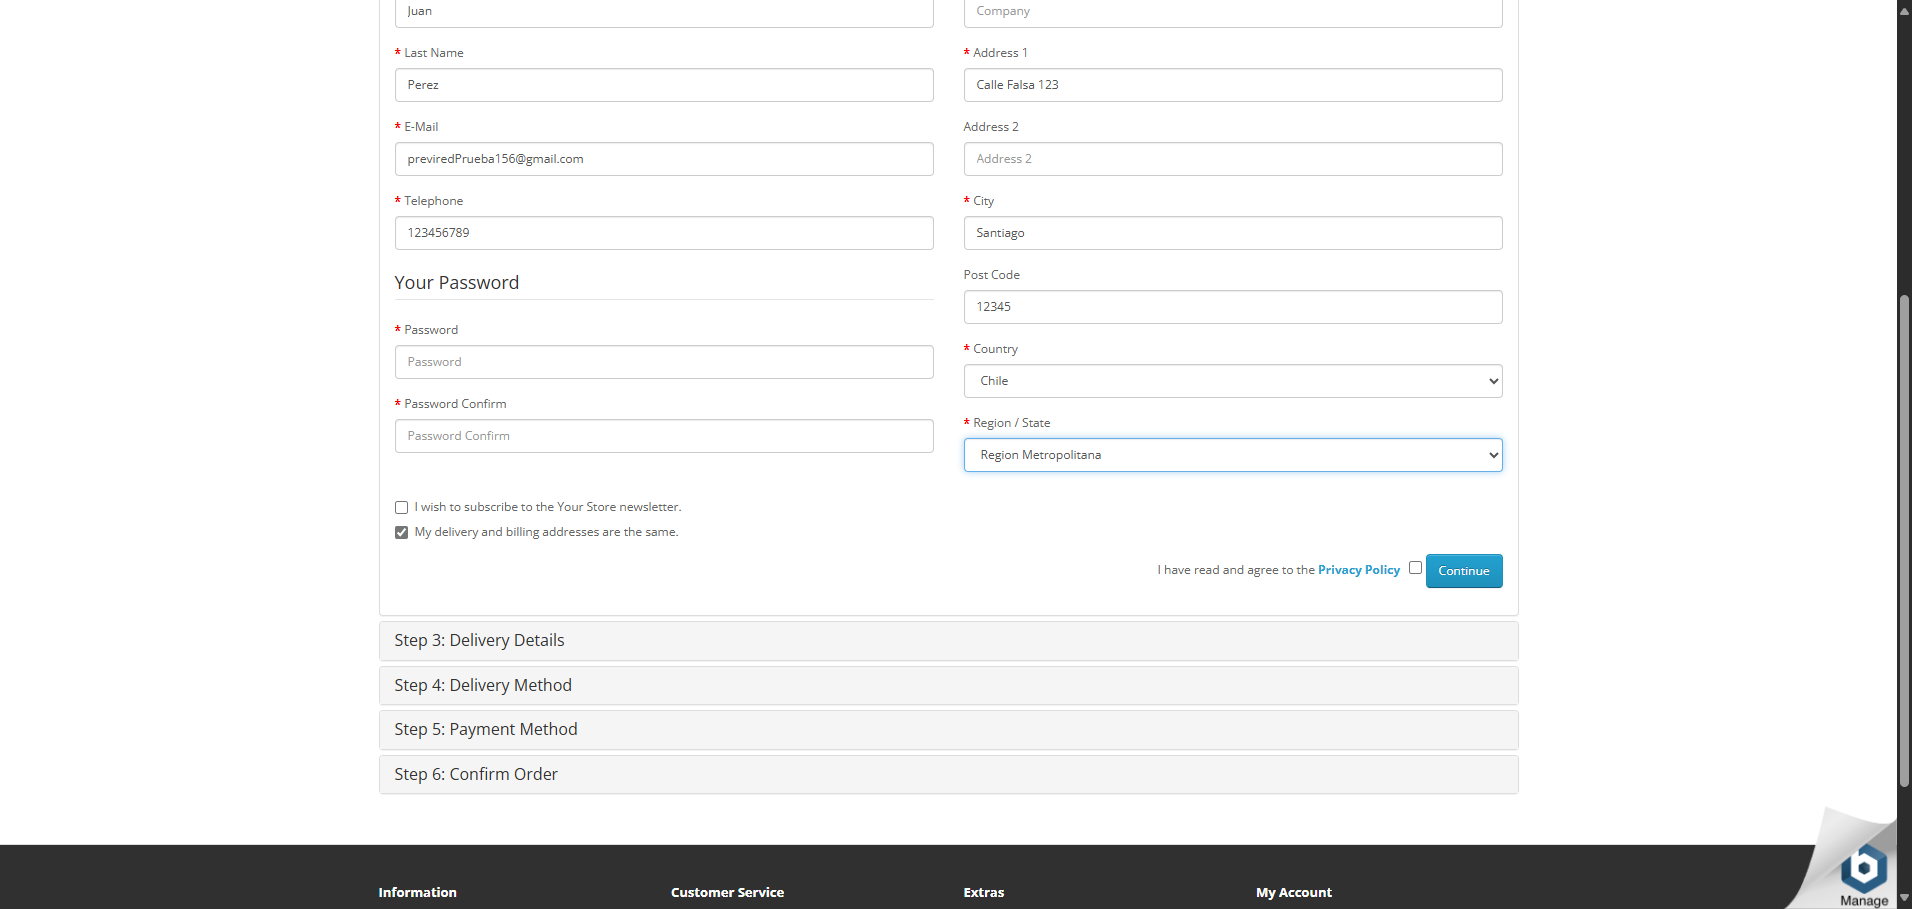 Juan
* Last Name
Perez
* E-Mail
previredPrueba156@gmail.com
* Telephone
123456789
Your Password
* Password
Password
* Password Confirm
Password Confirm
Company
* Address 1
Calle Falsa 123
Address 2
Address 2
* City
Santiago
Post Code
12345
* Country
Chile
* Region / State
Region Metropolitana
I wish to subscribe to the Your Store newsletter.
My delivery and billing addresses are the same.
I have read and agree to the Privacy Policy
Continue
Step 3: Delivery Details
Step 4: Delivery Method
Step 5: Payment Method
Step 6: Confirm Order
Information
Customer Service
Extras
My Account
Manage